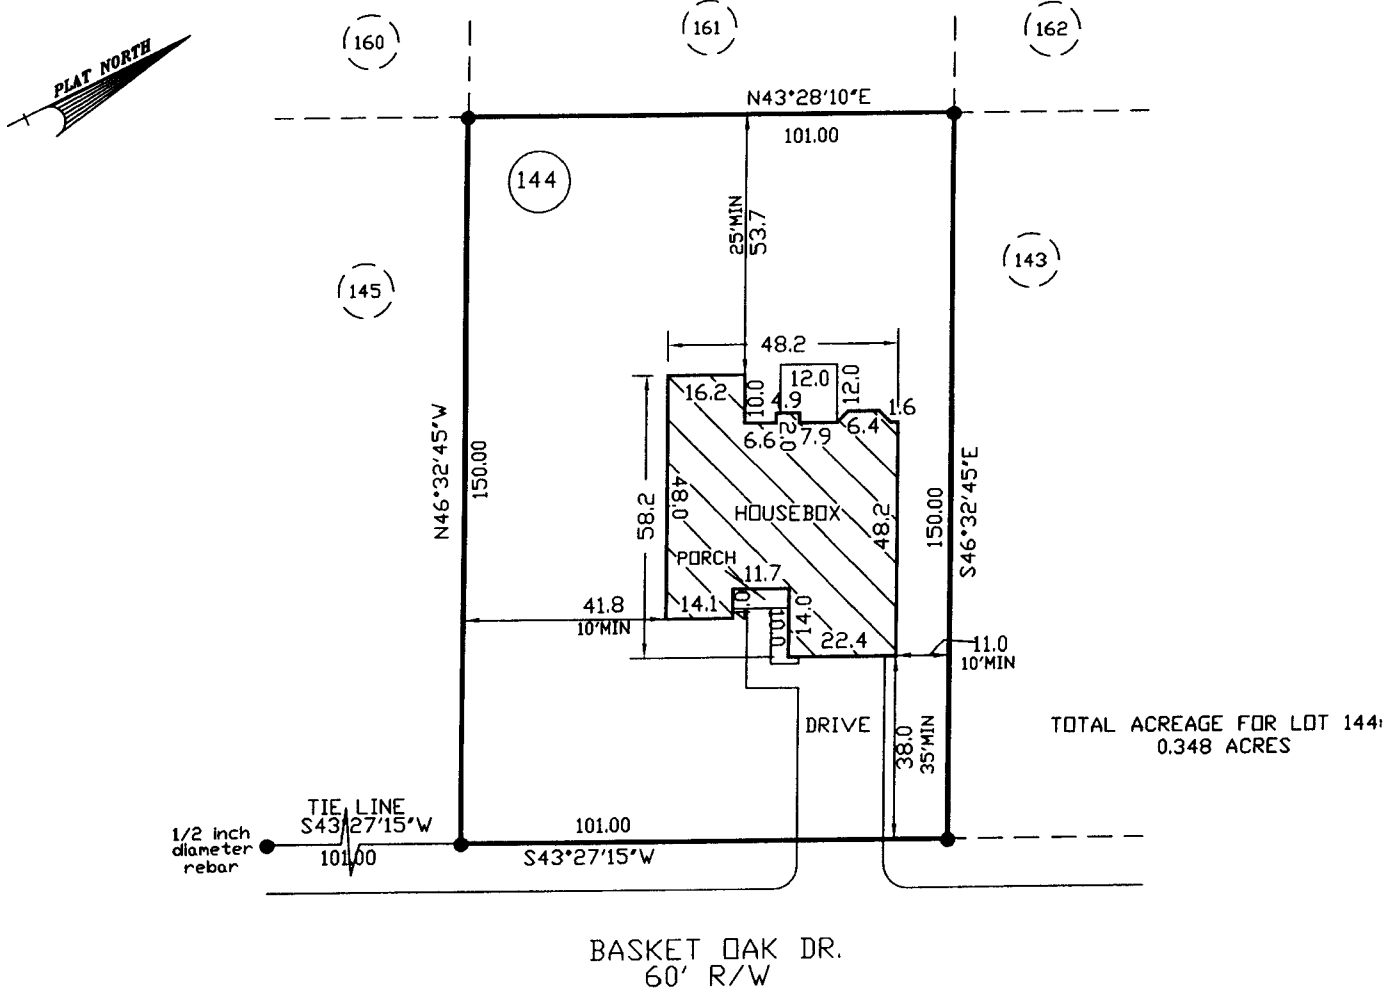 160
161
162
PLAT NORTH
N43°28'10"E
101.00
144
25'MIN
53.7
143
145
48.2
12.0
12.0
16.2
10.0
4.9
1.6
6.6
2.0
7.9
6.4
N46°32'45"W
150.00
58.2
48.0
HOUSEBOX
48.2
150.00
S46°32'45"E
PORCH
11.7
41.8
10'MIN
14.1
4.0
10.0
14.0
22.4
11.0
10'MIN
DRIVE
38.0
35'MIN
TOTAL ACREAGE FOR LOT 144:
0.348 ACRES
TIE LINE
S43°27'15"W
101.00
1/2 inch
diameter
rebar
101.00
S43°27'15"W
BASKET OAK DR.
60' R/W